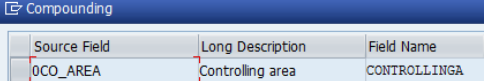 Compounding
Source Field Long Description Field Name
0CO_AREA Controlling area CONTROLLINGA